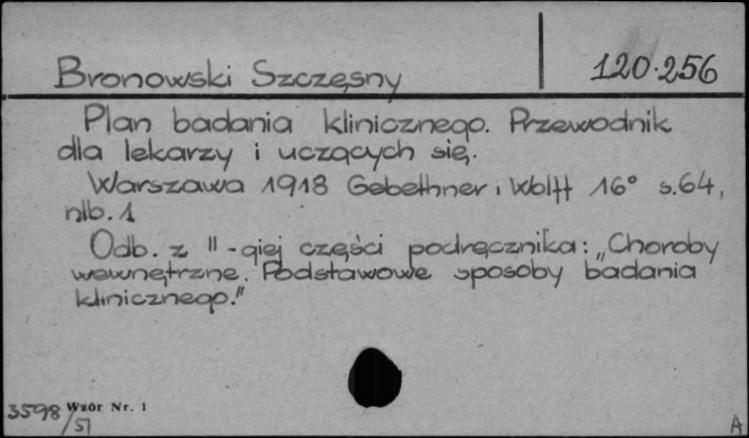 Bronowski Szczęsny
120.256
Plan badania klinicznego. Przewodnik
dla lekarzy i uczących się.
Warszawa 1918 Gebethner i Wolff 16° s.64,
nlb. 1
Odb. z II-giej części podręcznika: „Choroby
wewnętrzne. Podstawowe sposoby badania
klinicznego."
3598/51 Wzór Nr. 1
A